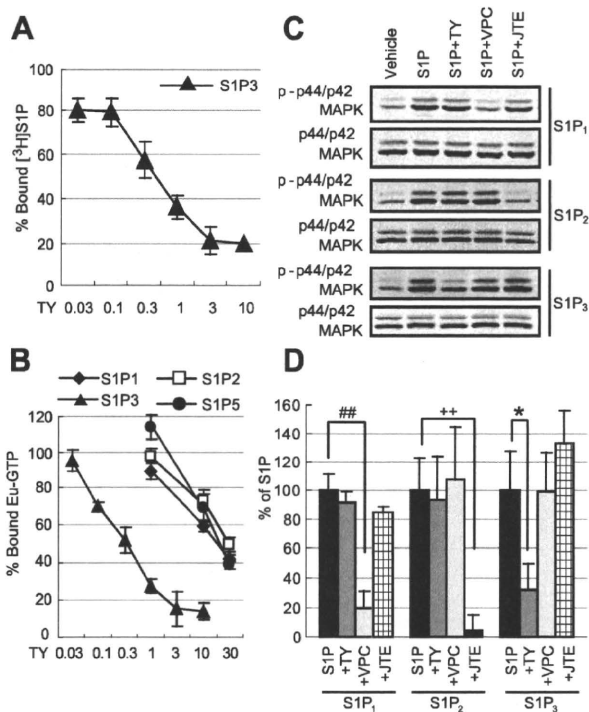 A
S1P3
% Bound [³H]S1P
100
80
60
40
20
0
TY 0.03 0.1 0.3 1 3 10
B
S1P1 S1P2
S1P3 S1P5
% Bound Eu-GTP
120
100
80
60
40
20
0
TY 0.03 0.1 0.3 1 3 10 30
C
Vehicle S1P S1P+TY S1P+VPC S1P+JTE
p-p44/p42
MAPK
p44/p42
MAPK
S1P₁
p-p44/p42
MAPK
p44/p42
MAPK
S1P₂
p-p44/p42
MAPK
p44/p42
MAPK
S1P₃
D
% of S1P
160 %
140
120
100
80
60
40
20
0
## ++ *
S1P +TY +VPC +JTE S1P +TY +VPC +JTE S1P +TY +VPC +JTE
S1P₁ S1P₂ S1P₃